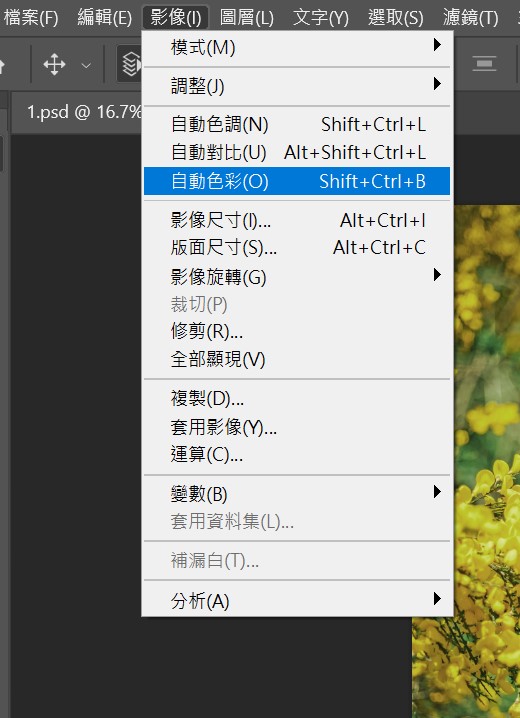 檔案(F) 編輯(E) 影像(I) 圖層(L) 文字(Y) 選取(S) 濾鏡(T)
1.psd @ 16.7%
模式(M)
調整(J)
自動色調(N) Shift+Ctrl+L
自動對比(U) Alt+Shift+Ctrl+L
自動色彩(O) Shift+Ctrl+B
影像尺寸(I)... Alt+Ctrl+I
版面尺寸(S)... Alt+Ctrl+C
影像旋轉(G)
裁切(P)
修剪(R)...
全部顯現(V)
複製(D)...
套用影像(Y)...
運算(C)...
變數(B)
套用資料集(L)...
補漏白(T)...
分析(A)